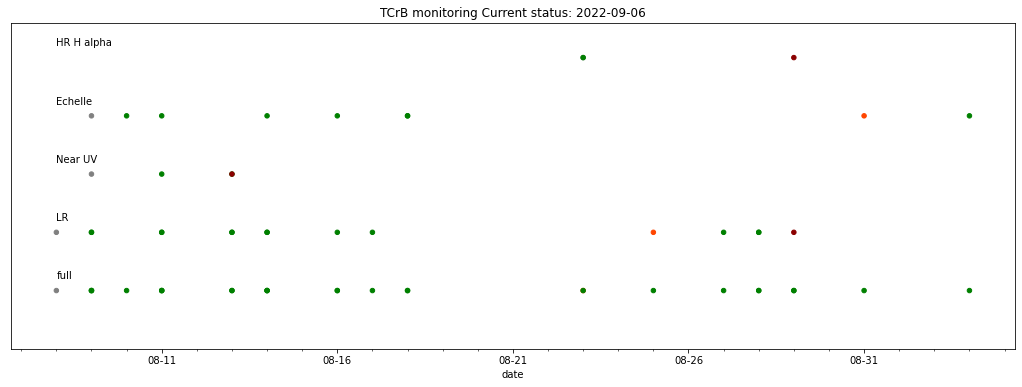 TCrB monitoring Current status: 2022-09-06
HR H alpha
Echelle
Near UV
LR
full
08-11 08-16 08-21 08-26 08-31
date